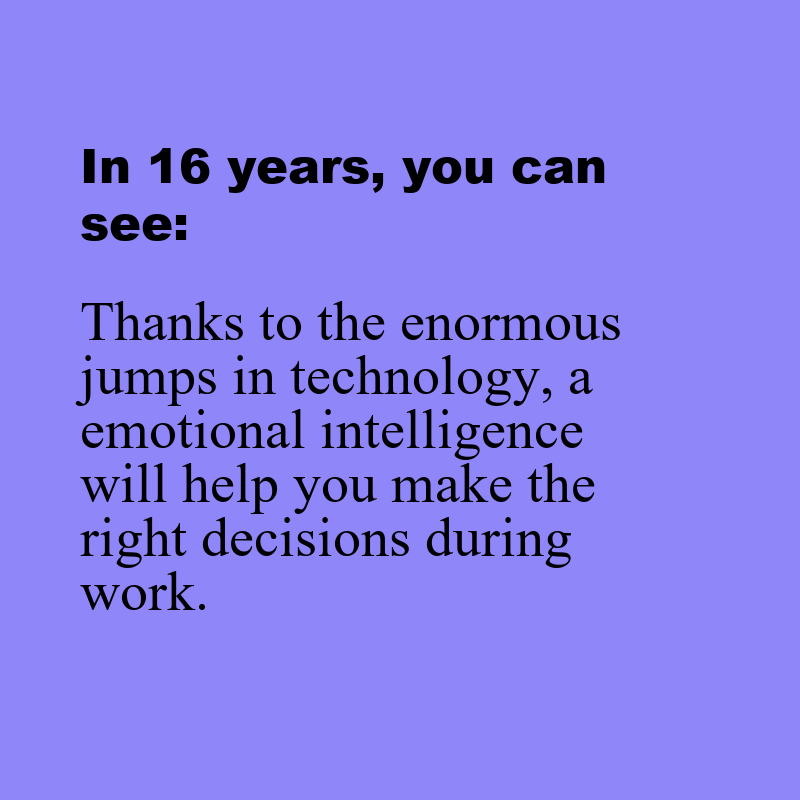 In 16 years, you can
see:
Thanks to the enormous
jumps in technology, a
emotional intelligence
will help you make the
right decisions during
work.